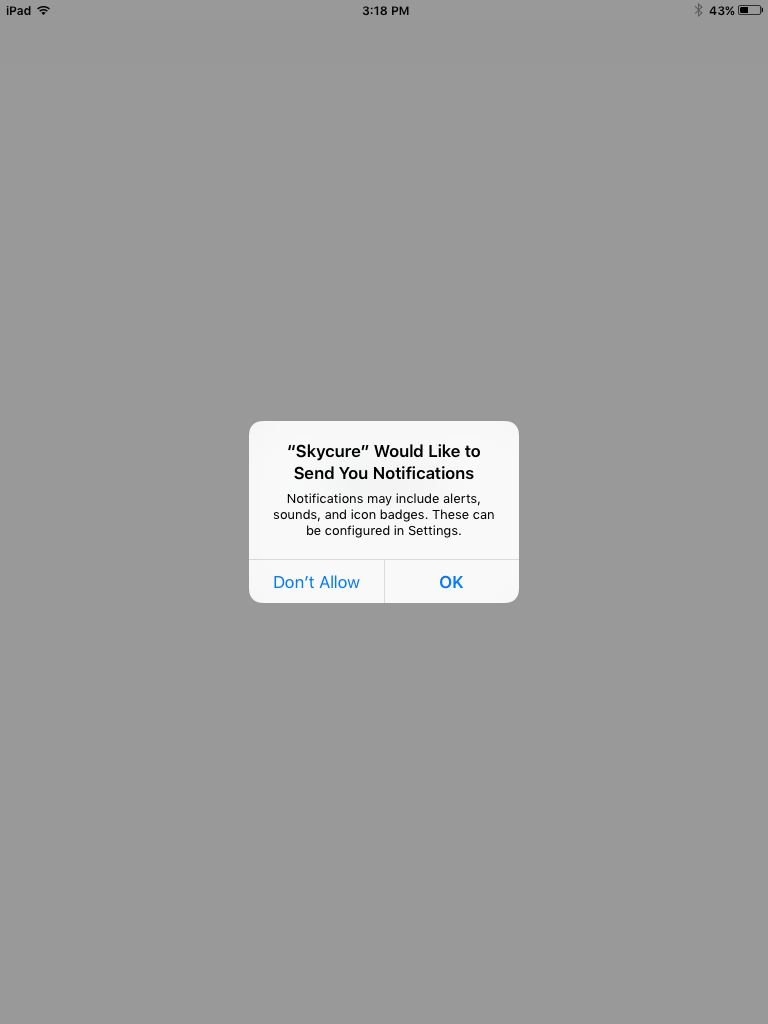 iPad 3:18 PM 43%
“Skycure” Would Like to
Send You Notifications
Notifications may include alerts,
sounds, and icon badges. These can
be configured in Settings.
Don’t Allow OK